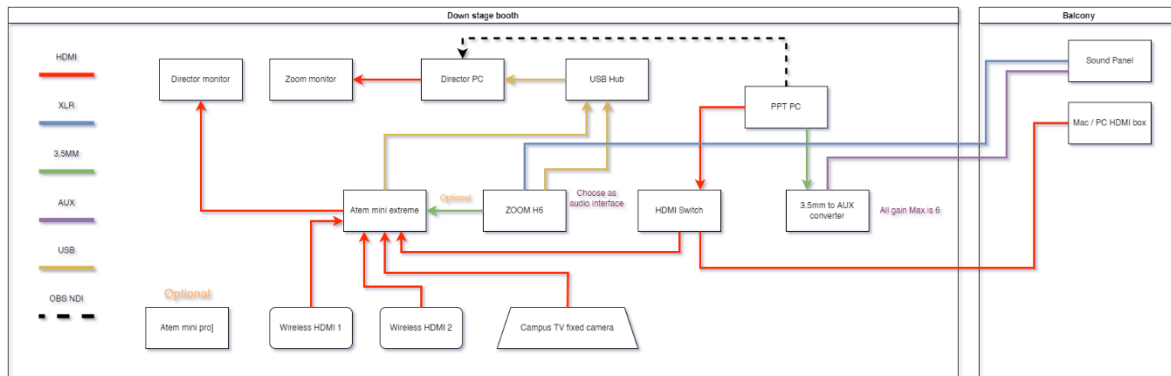 Down stage booth
Balcony
HDMI
XLR
3.5MM
AUX
USB
OBS NDI
Director monitor
Zoom monitor
Director PC
USB Hub
PPT PC
Sound Panel
Mac / PC HDMI box
Atem mini extreme
Optional
ZOOM H6
Choose as
audio interface
HDMI Switch
3.5mm to AUX
converter
All gain Max is 6
Optional
Atem mini pro]
Wireless HDMI 1
Wireless HDMI 2
Campus TV fixed camera